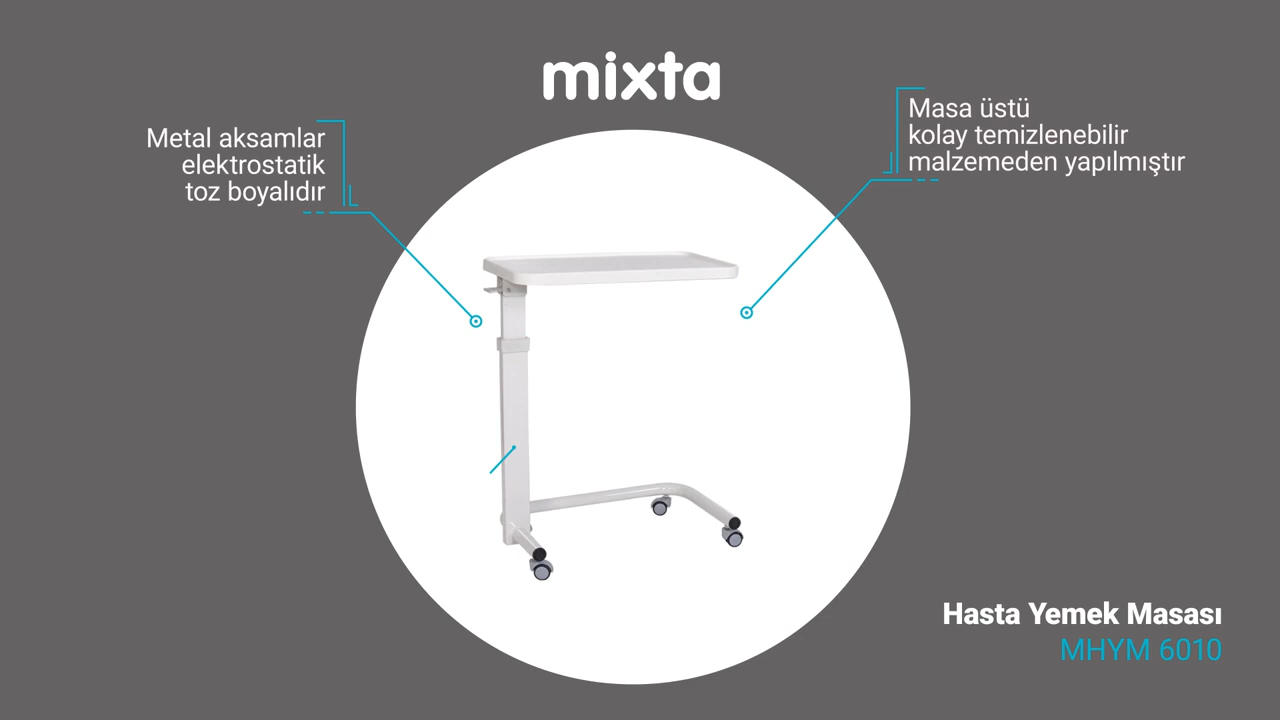 mixta
Metal aksamlar
elektrostatik
toz boyalıdır
Masa üstü
kolay temizlenebilir
malzemeden yapılmıştır
Hasta Yemek Masası
MHYM 6010